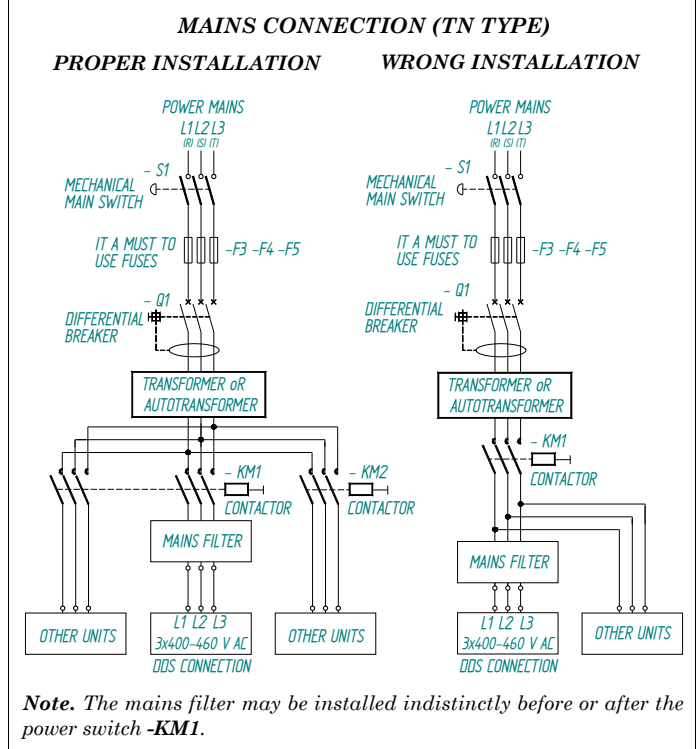 MAINS CONNECTION (TN TYPE)
PROPER INSTALLATION
POWER MAINS
L1 L2 L3
(R) (S) (T)
- S1
MECHANICAL
MAIN SWITCH
IT A MUST TO
USE FUSES
-F3 -F4 -F5
- Q1
DIFFERENTIAL
BREAKER
TRANSFORMER oR
AUTOTRANSFORMER
- KM1
CONTACTOR
- KM2
CONTACTOR
MAINS FILTER
OTHER UNITS
L1 L2 L3
3x400-460 V AC
DDS CONNECTION
OTHER UNITS
WRONG INSTALLATION
POWER MAINS
L1 L2 L3
(R) (S) (T)
- S1
MECHANICAL
MAIN SWITCH
IT A MUST TO
USE FUSES
-F3 -F4 -F5
- Q1
DIFFERENTIAL
BREAKER
TRANSFORMER oR
AUTOTRANSFORMER
- KM1
CONTACTOR
MAINS FILTER
L1 L2 L3
3x400-460 V AC
DDS CONNECTION
OTHER UNITS
Note. The mains filter may be installed indistinctly before or after the
power switch -KM1.